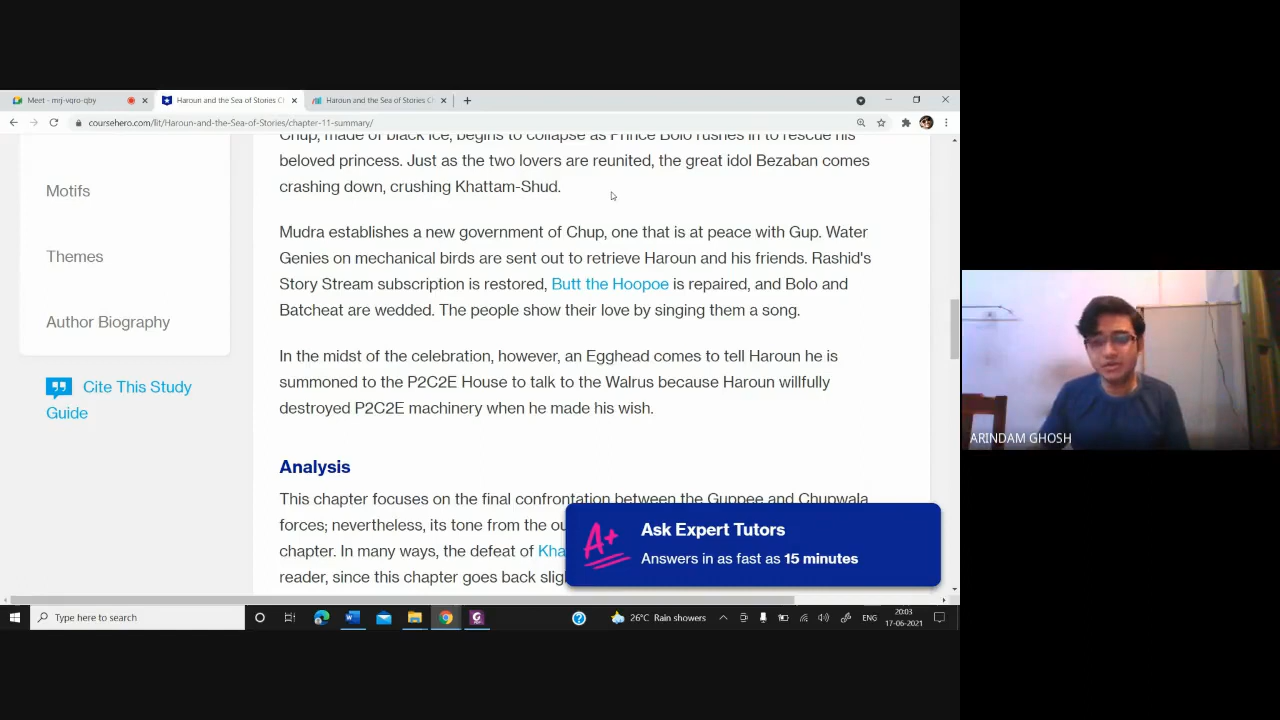 Meet - mrj-vqro-qby
Haroun and the Sea of Stories Cl
Haroun and the Sea of Stories Cl
coursehero.com/lit/Haroun-and-the-Sea-of-Stories/chapter-11-summary/
Motifs
Themes
Author Biography
Cite This Study
Guide
Chup, made of black ice, begins to collapse as Prince Bolo rushes in to rescue his
beloved princess. Just as the two lovers are reunited, the great idol Bezaban comes
crashing down, crushing Khattam-Shud.
Mudra establishes a new government of Chup, one that is at peace with Gup. Water
Genies on mechanical birds are sent out to retrieve Haroun and his friends. Rashid's
Story Stream subscription is restored, Butt the Hoopoe is repaired, and Bolo and
Batcheat are wedded. The people show their love by singing them a song.
In the midst of the celebration, however, an Egghead comes to tell Haroun he is
summoned to the P2C2E House to talk to the Walrus because Haroun willfully
destroyed P2C2E machinery when he made his wish.
Analysis
This chapter focuses on the final confrontation between the Guppee and Chupwala
forces; nevertheless, its tone from the ou
chapter. In many ways, the defeat of Kha
reader, since this chapter goes back slig
A+
Ask Expert Tutors
Answers in as fast as 15 minutes
ARINDAM GHOSH
Type here to search
26°C Rain showers
ENG
20:03
17-06-2021